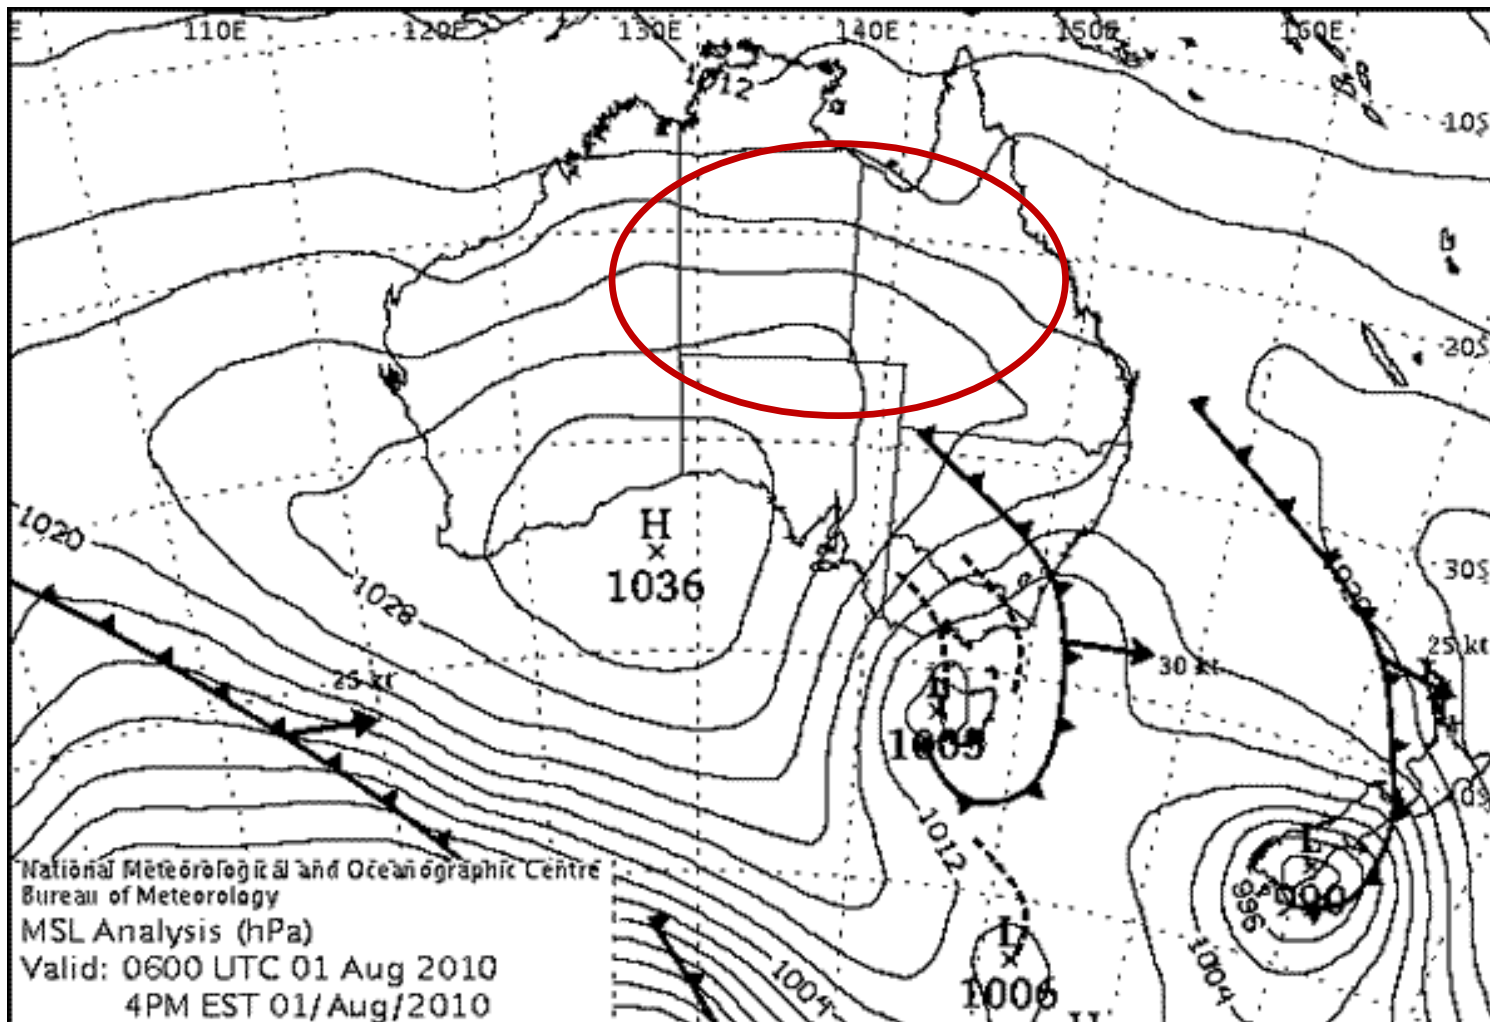 E 110E 120E 130E 140E 150E 160E
1012
10S
20S
1020
H
1036
30S
1028
25 kt
30 kt
25 kt
1012
L
L
996
1004
1004
1006
H
National Meteorological and Oceanographic Centre
Bureau of Meteorology
MSL Analysis (hPa)
Valid: 0600 UTC 01 Aug 2010
4PM EST 01/Aug/2010